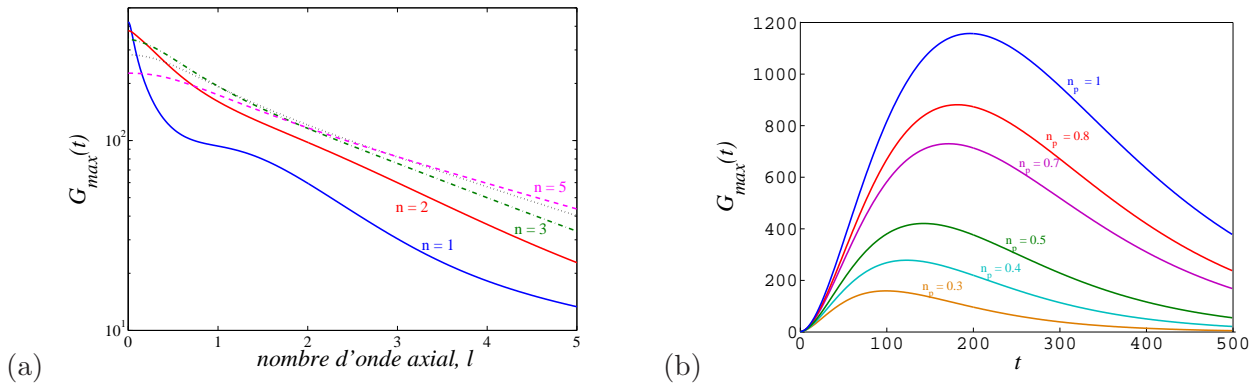 10^2
10^1
G_max(t)
n = 5
n = 2
n = 3
n = 1
0 1 2 3 4 5
nombre d'onde axial, l
(a)
1200
1000
800
600
400
200
0
G_max(t)
n_p = 1
n_p = 0.8
n_p = 0.7
n_p = 0.5
n_p = 0.4
n_p = 0.3
0 100 200 300 400 500
t
(b)